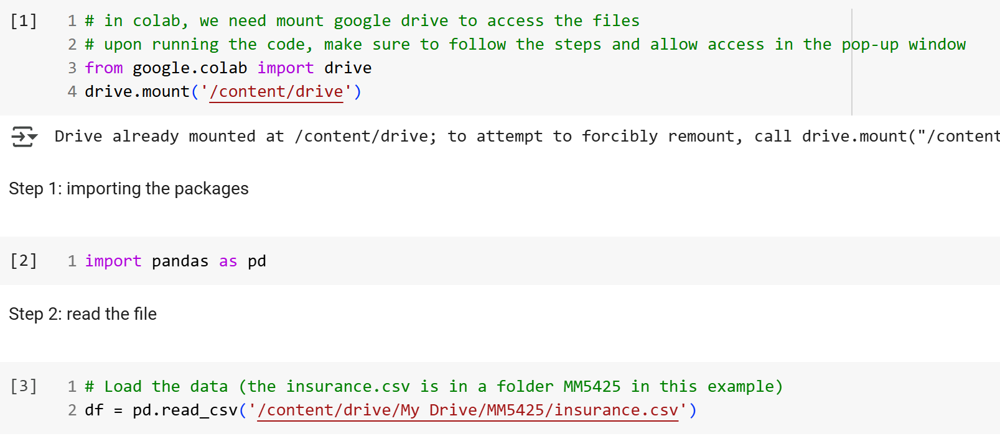 [1] 1 # in colab, we need mount google drive to access the files
2 # upon running the code, make sure to follow the steps and allow access in the pop-up window
3 from google.colab import drive
4 drive.mount('/content/drive')
Drive already mounted at /content/drive; to attempt to forcibly remount, call drive.mount("/content
Step 1: importing the packages
[2] 1 import pandas as pd
Step 2: read the file
[3] 1 # Load the data (the insurance.csv is in a folder MM5425 in this example)
2 df = pd.read_csv('/content/drive/My Drive/MM5425/insurance.csv')